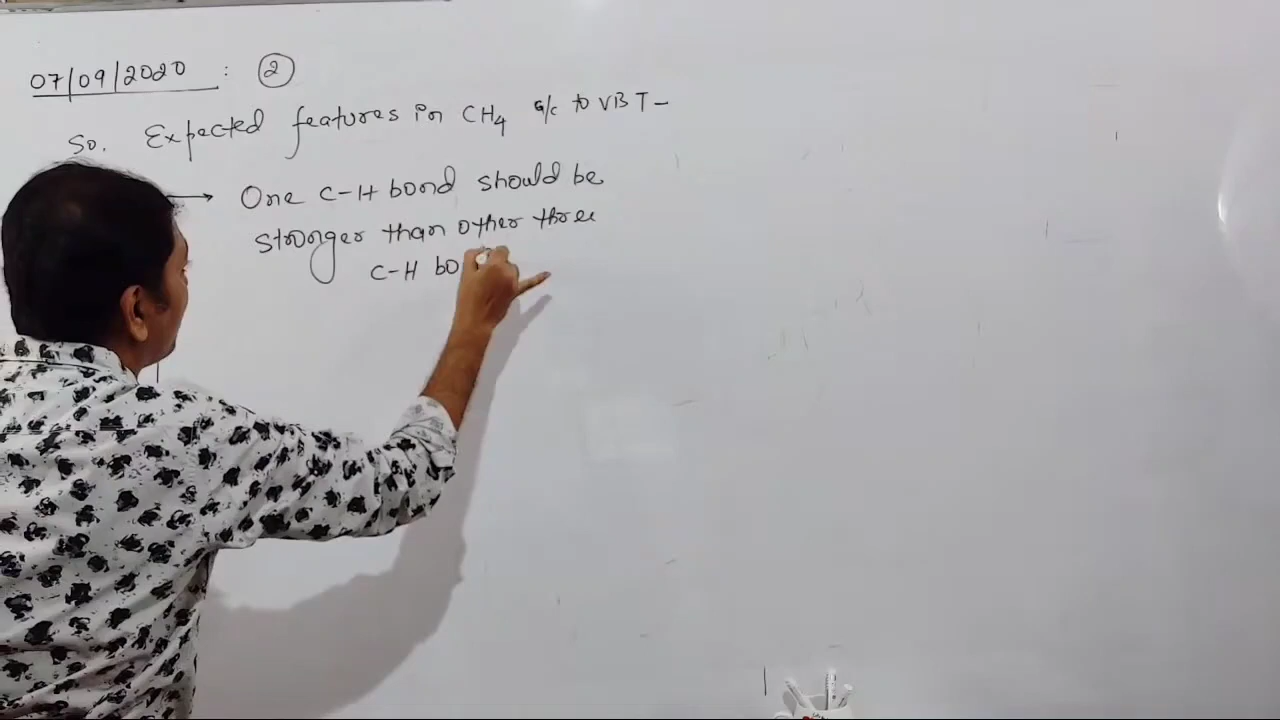 07/09/2020 : 2
So. Expected features in CH4 a/c to VBT-
→ One C-H bond should be
stronger than other three
C-H bo